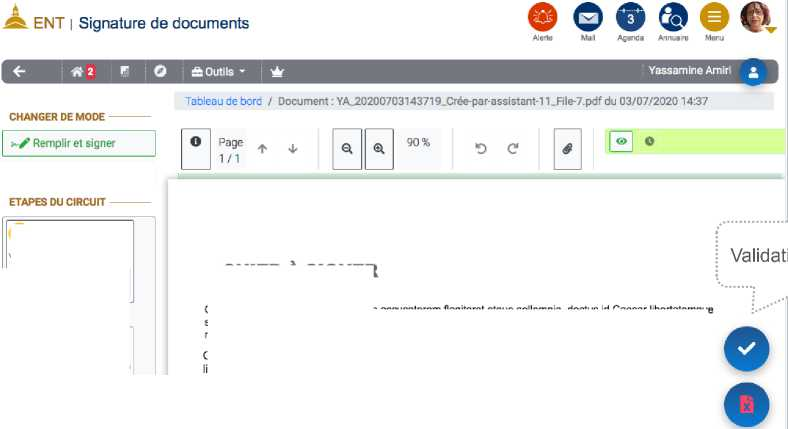 ENT | Signature de documents
3
Alerte Mail Agenda Annuaire Menu
2 Outils Yassamine Amiri
Tableau de bord / Document : YA_20200703143719_Crée-par-assistant-11_File-7.pdf du 03/07/2020 14:37
CHANGER DE MODE
Remplir et signer
Page
1 / 1
90 %
ETAPES DU CIRCUIT
Validati